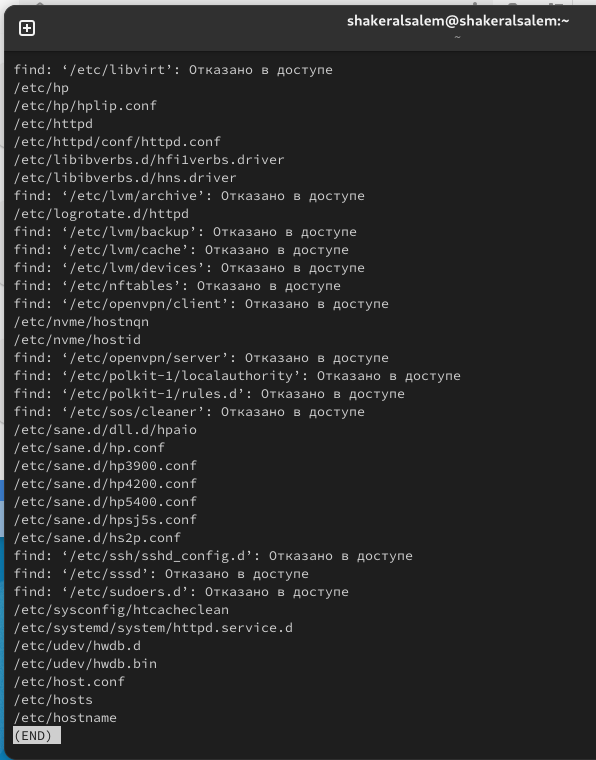 shakeralsalem@shakeralsalem:~
~
find: ‘/etc/libvirt’: Отказано в доступе
/etc/hp
/etc/hp/hplip.conf
/etc/httpd
/etc/httpd/conf/httpd.conf
/etc/libibverbs.d/hfi1verbs.driver
/etc/libibverbs.d/hns.driver
find: ‘/etc/lvm/archive’: Отказано в доступе
/etc/logrotate.d/httpd
find: ‘/etc/lvm/backup’: Отказано в доступе
find: ‘/etc/lvm/cache’: Отказано в доступе
find: ‘/etc/lvm/devices’: Отказано в доступе
find: ‘/etc/nftables’: Отказано в доступе
find: ‘/etc/openvpn/client’: Отказано в доступе
/etc/nvme/hostnqn
/etc/nvme/hostid
find: ‘/etc/openvpn/server’: Отказано в доступе
find: ‘/etc/polkit-1/localauthority’: Отказано в доступе
find: ‘/etc/polkit-1/rules.d’: Отказано в доступе
find: ‘/etc/sos/cleaner’: Отказано в доступе
/etc/sane.d/dll.d/hpaio
/etc/sane.d/hp.conf
/etc/sane.d/hp3900.conf
/etc/sane.d/hp4200.conf
/etc/sane.d/hp5400.conf
/etc/sane.d/hpsj5s.conf
/etc/sane.d/hs2p.conf
find: ‘/etc/ssh/sshd_config.d’: Отказано в доступе
find: ‘/etc/sssd’: Отказано в доступе
find: ‘/etc/sudoers.d’: Отказано в доступе
/etc/sysconfig/htcacheclean
/etc/systemd/system/httpd.service.d
/etc/udev/hwdb.d
/etc/udev/hwdb.bin
/etc/host.conf
/etc/hosts
/etc/hostname
(END)